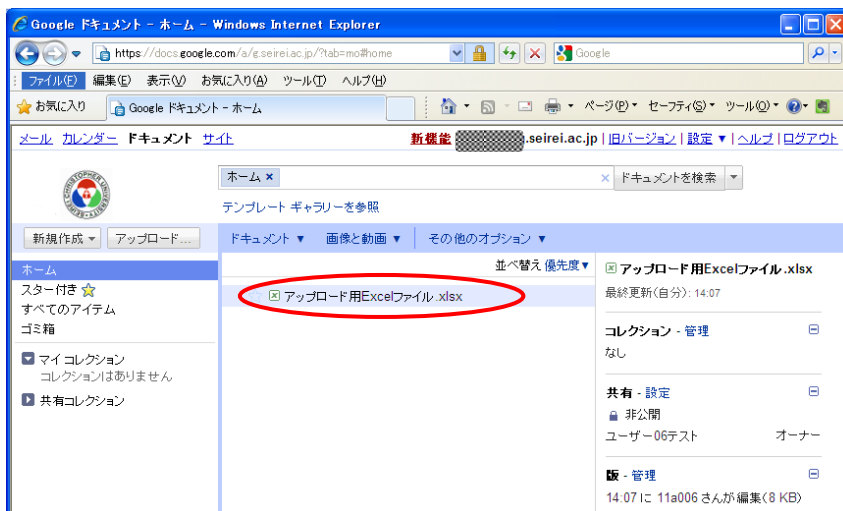 Google ドキュメント - ホーム - Windows Internet Explorer
https://docs.google.com/a/g.seirei.ac.jp/?tab=mo#home
Google
ファイル(F) 編集(E) 表示(V) お気に入り(A) ツール(T) ヘルプ(H)
お気に入り Google ドキュメント - ホーム ページ(P) セーフティ(S) ツール(O)
メール カレンダー ドキュメント サイト 新機能 .seirei.ac.jp | 旧バージョン | 設定 ▼ | ヘルプ | ログアウト
ホーム × × ドキュメントを検索
テンプレート ギャラリーを参照
新規作成 アップロード... ドキュメント ▼ 画像と動画 ▼ その他のオプション ▼
ホーム
スター付き
すべてのアイテム
ゴミ箱
マイ コレクション
コレクションはありません
共有コレクション
並べ替え 優先度▼
アップロード用Excelファイル.xlsx
アップロード用Excelファイル.xlsx
最終更新(自分): 14:07
コレクション - 管理
なし
共有 - 設定
非公開
ユーザー06テスト オーナー
版 - 管理
14:07 に 11a006 さんが編集(8 KB)